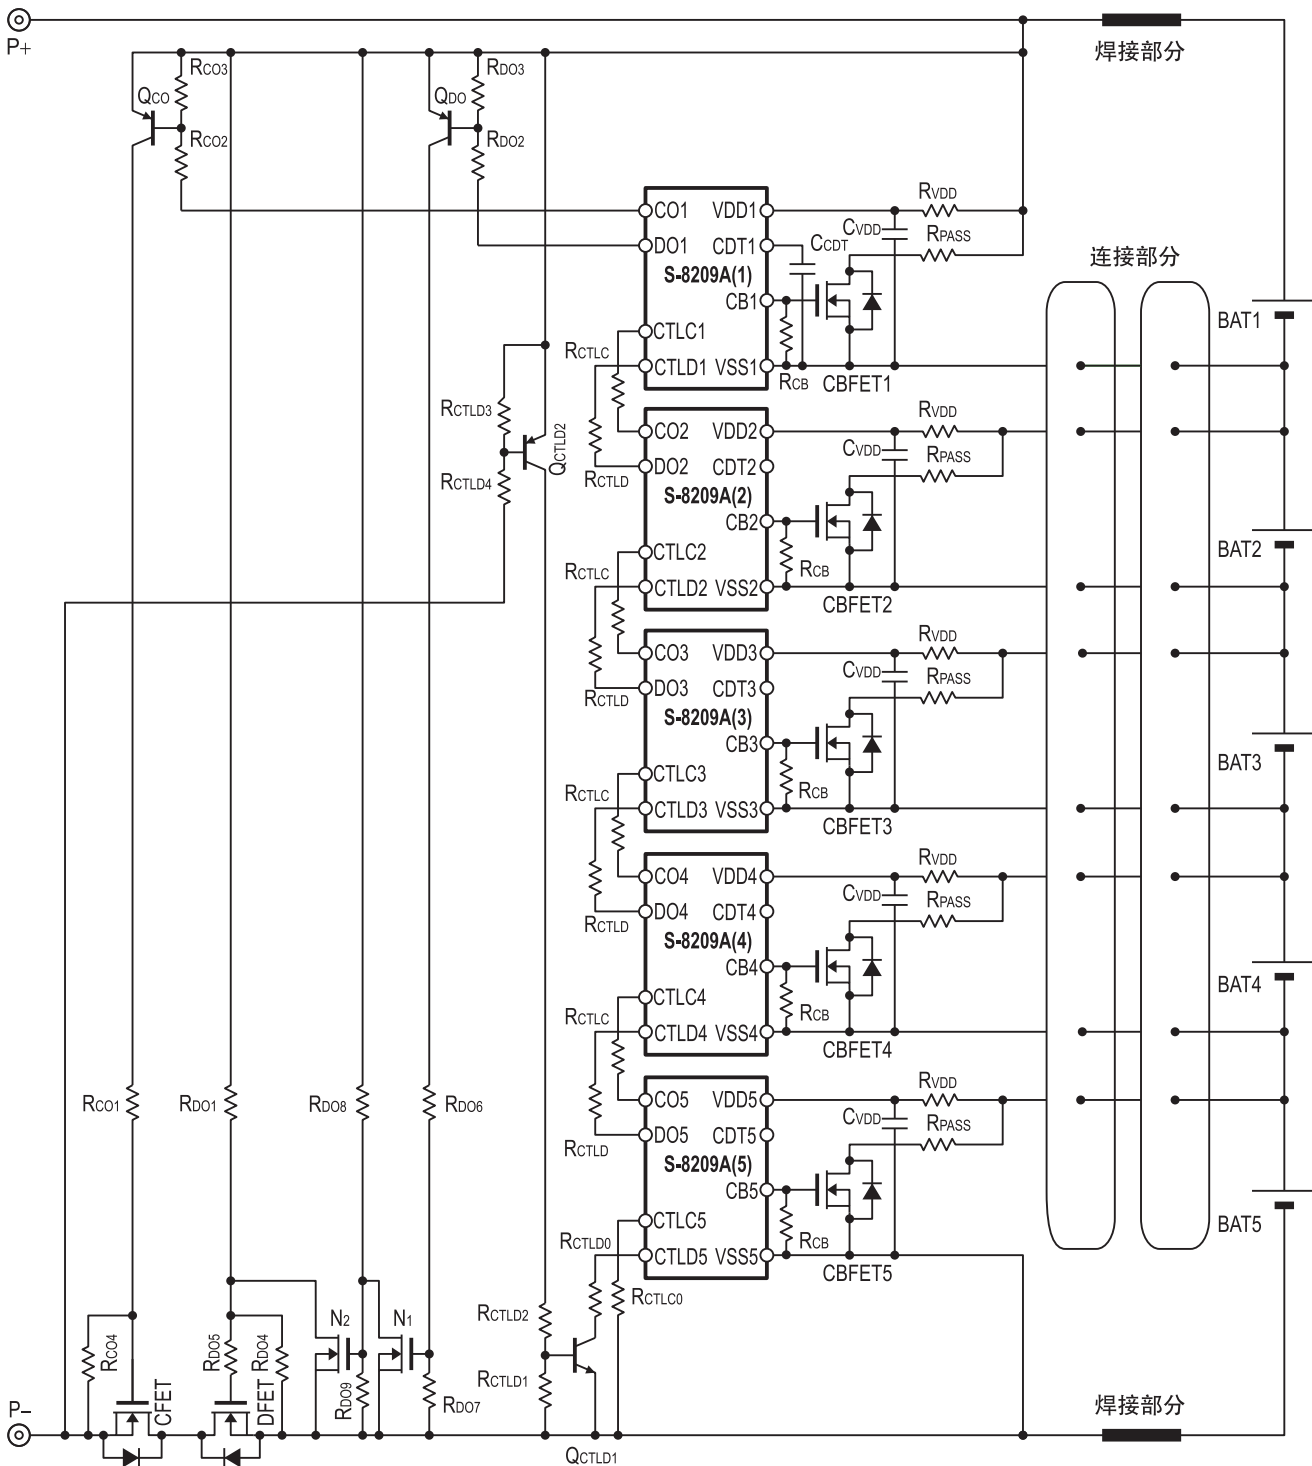 P+
焊接部分
RCO3
QCO
RCO2
RDO3
QDO
RDO2
CO1
VDD1
DO1
CDT1
S-8209A(1)
CB1
CTLC1
CTLD1
VSS1
RVDD
CVDD
RPASS
CCDT
RCB
CBFET1
连接部分
BAT1
RCTLC
RCTLD
RCTLD3
QCTLD2
RCTLD4
CO2
VDD2
DO2
CDT2
S-8209A(2)
CB2
CTLC2
CTLD2
VSS2
RVDD
CVDD
RPASS
RCB
CBFET2
BAT2
RCTLC
RCTLD
CO3
VDD3
DO3
CDT3
S-8209A(3)
CB3
CTLC3
CTLD3
VSS3
RVDD
CVDD
RPASS
RCB
CBFET3
BAT3
RCTLC
RCTLD
CO4
VDD4
DO4
CDT4
S-8209A(4)
CB4
CTLC4
CTLD4
VSS4
RVDD
CVDD
RPASS
RCB
CBFET4
BAT4
RCTLC
RCTLD
RCO1
RDO1
RDO8
RDO6
CO5
VDD5
DO5
CDT5
S-8209A(5)
CB5
CTLC5
CTLD5
VSS5
RVDD
CVDD
RPASS
RCB
CBFET5
BAT5
RCTLD0
RCTLC0
RCTLD2
RCTLD1
QCTLD1
N2
N1
RCO4
CFET
RDO5
RDO4
DFET
RDO9
RDO7
P−
焊接部分